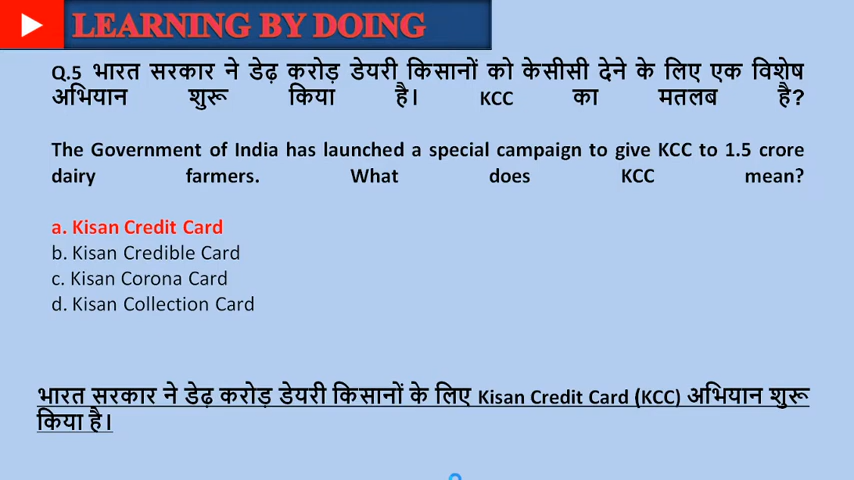 LEARNING BY DOING
Q.5 भारत सरकार ने डेढ़ करोड़ डेयरी किसानों को केसीसी देने के लिए एक विशेष
अभियान शुरू किया है। KCC का मतलब है?
The Government of India has launched a special campaign to give KCC to 1.5 crore
dairy farmers. What does KCC mean?
a. Kisan Credit Card
b. Kisan Credible Card
c. Kisan Corona Card
d. Kisan Collection Card
भारत सरकार ने डेढ़ करोड़ डेयरी किसानों के लिए Kisan Credit Card (KCC) अभियान शुरू
किया है।